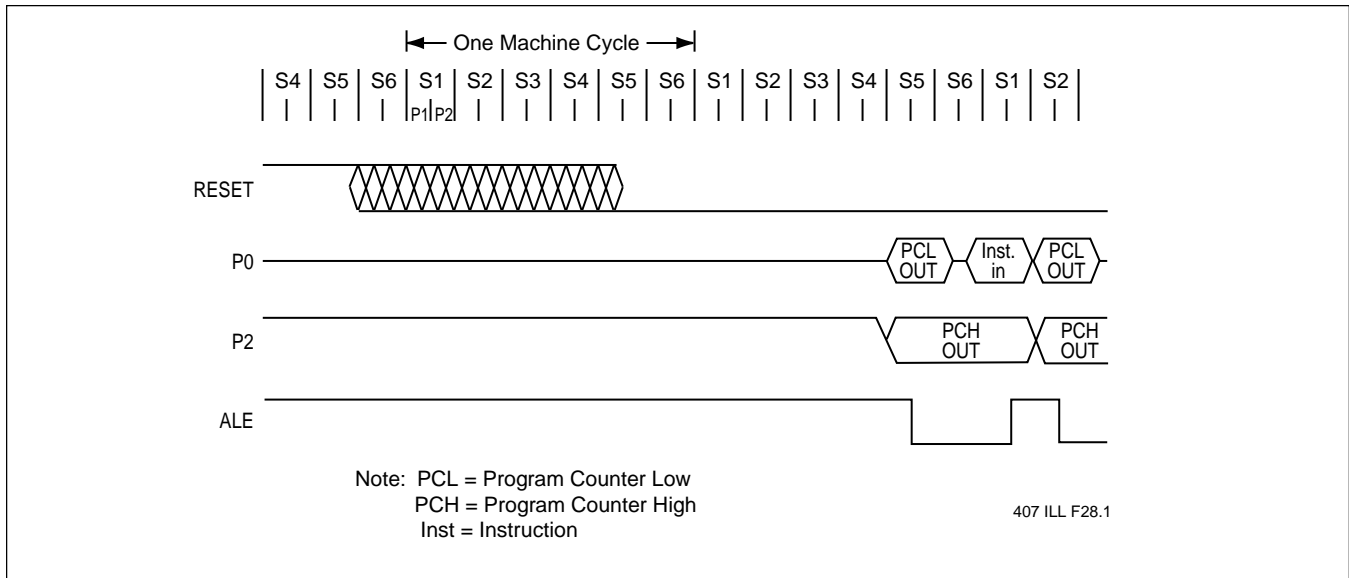 One Machine Cycle
S4 S5 S6 S1 S2 S3 S4 S5 S6 S1 S2 S3 S4 S5 S6 S1 S2
P1 P2
RESET
P0
PCL OUT
Inst. in
PCL OUT
P2
PCH OUT
PCH OUT
ALE
Note: PCL = Program Counter Low
PCH = Program Counter High
Inst = Instruction
407 ILL F28.1